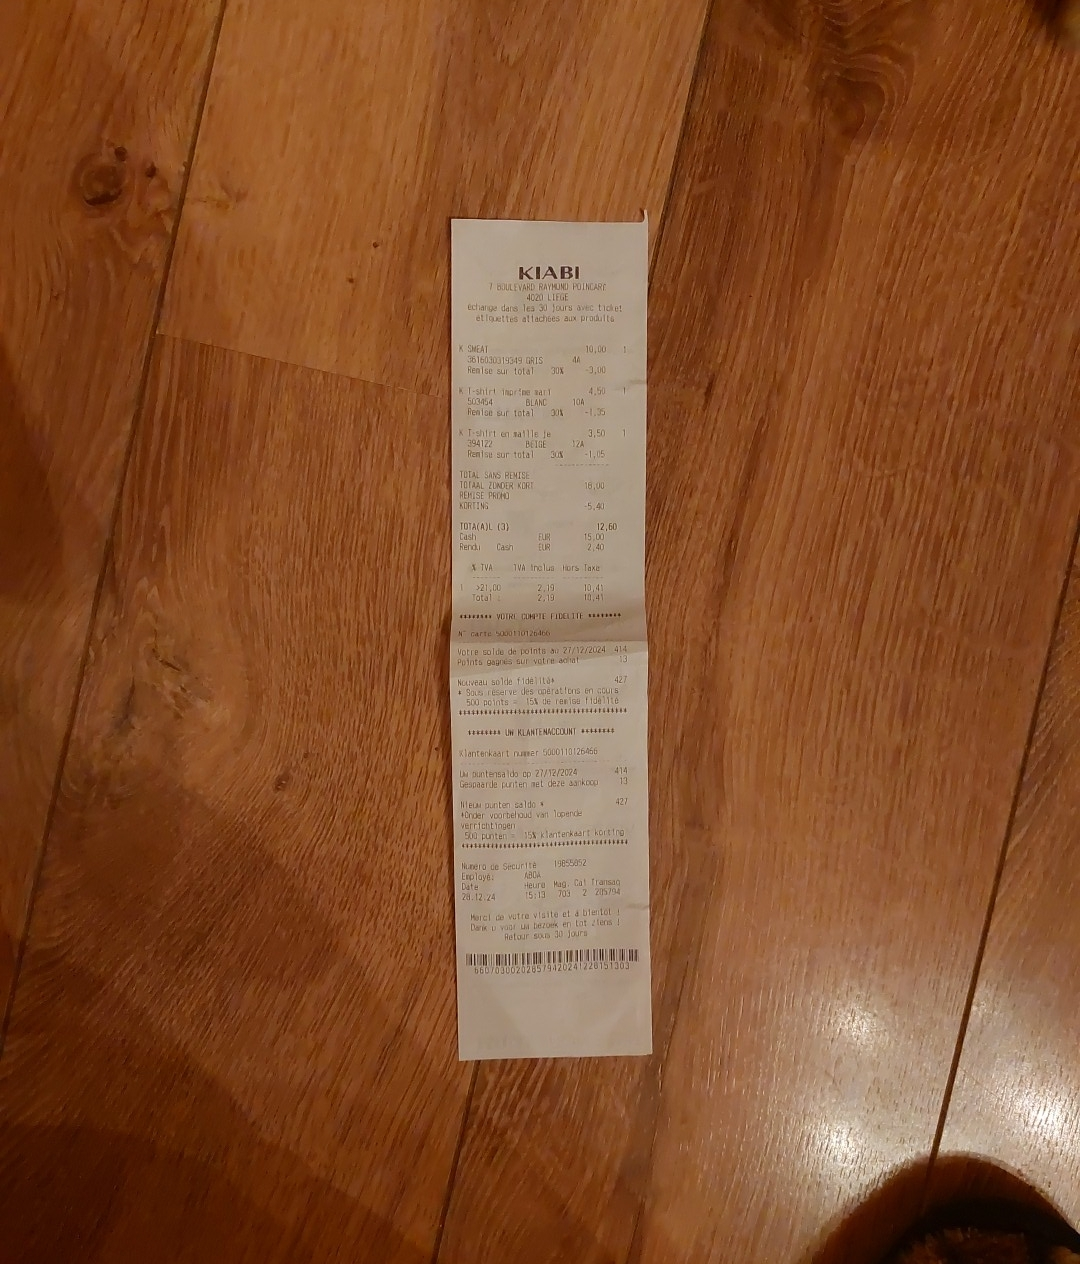 KIABI
7 BOULEVARD RAYMOND POINCARY
4020 LIEGE
échange dans les 30 jours avec ticket
étiquettes attachées aux produits
K SWEAT 10,00 1
3616030319349 GRIS 4A
Remise sur total 30% -3,00
K T-shirt imprime mari 4,50 1
503454 BLANC 10A
Remise sur total 30% -1,35
K T-shirt en maille je 3,50 1
394122 BEIGE 12A
Remise sur total 30% -1,05
TOTAL SANS REMISE
TOTAAL ZONDER KORT 18,00
REMISE PROMO
KORTING -5,40
TOTA(A)L (3) 12,60
Cash EUR 15,00
Rendu Cash EUR 2,40
% TVA TVA Inclus Hors Taxe
1 >21,00 2,19 10,41
Total : 2,19 10,41
******** VOTRE COMPTE FIDELITE ********
N° carte 5000110126466
Votre solde de points au 27/12/2024 414
Points gagnés sur votre achat 13
Nouveau solde fidélité* 427
* Sous réserve des opérations en cours
500 points = 15% de remise fidélité
****************************************
******** UW KLANTENACCOUNT ********
Klantenkaart nummer 5000110126466
Uw puntensaldo op 27/12/2024 414
Gespaarde punten met deze aankoop 13
Nieuw punten saldo * 427
*Onder voorbehoud van lopende
verrichtingen
500 punten = 15% klantenkaart korting
****************************************
Numéro de Sécurité 19855852
Employé: ABDA
Date Heure Mag. Cai Transac
28.12.24 15:13 703 2 285794
Merci de votre visite et à bientôt !
Dank u voor uw bezoek en tot ziens !
Retour sous 30 jours